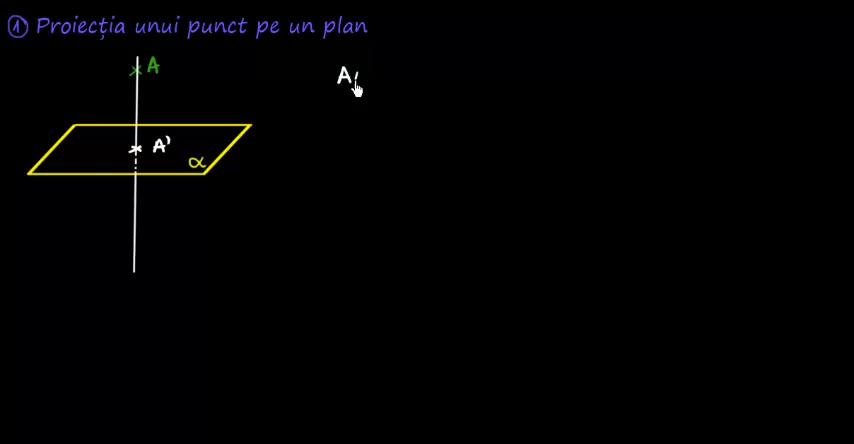 ① Proiecția unui punct pe un plan
A
A
A'
α